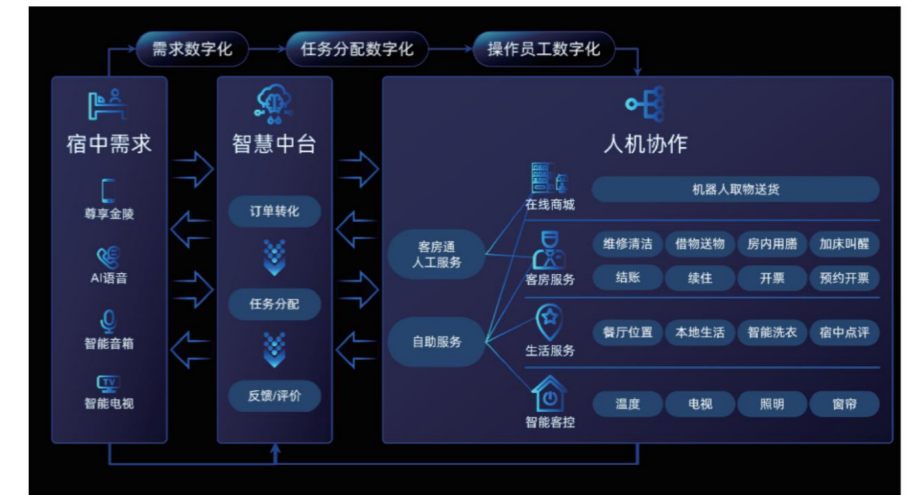 需求数字化
任务分配数字化
操作员工数字化
宿中需求
尊享金陵
AI语音
智能音箱
TV
智能电视
智慧中台
订单转化
任务分配
反馈/评价
人机协作
客房通
人工服务
自助服务
在线商城
机器人取物送货
客房服务
维修清洁 借物送物 房内用膳 加床叫醒
结账 续住 开票 预约开票
生活服务
餐厅位置 本地生活 智能洗衣 宿中点评
智能客控
温度 电视 照明 窗帘